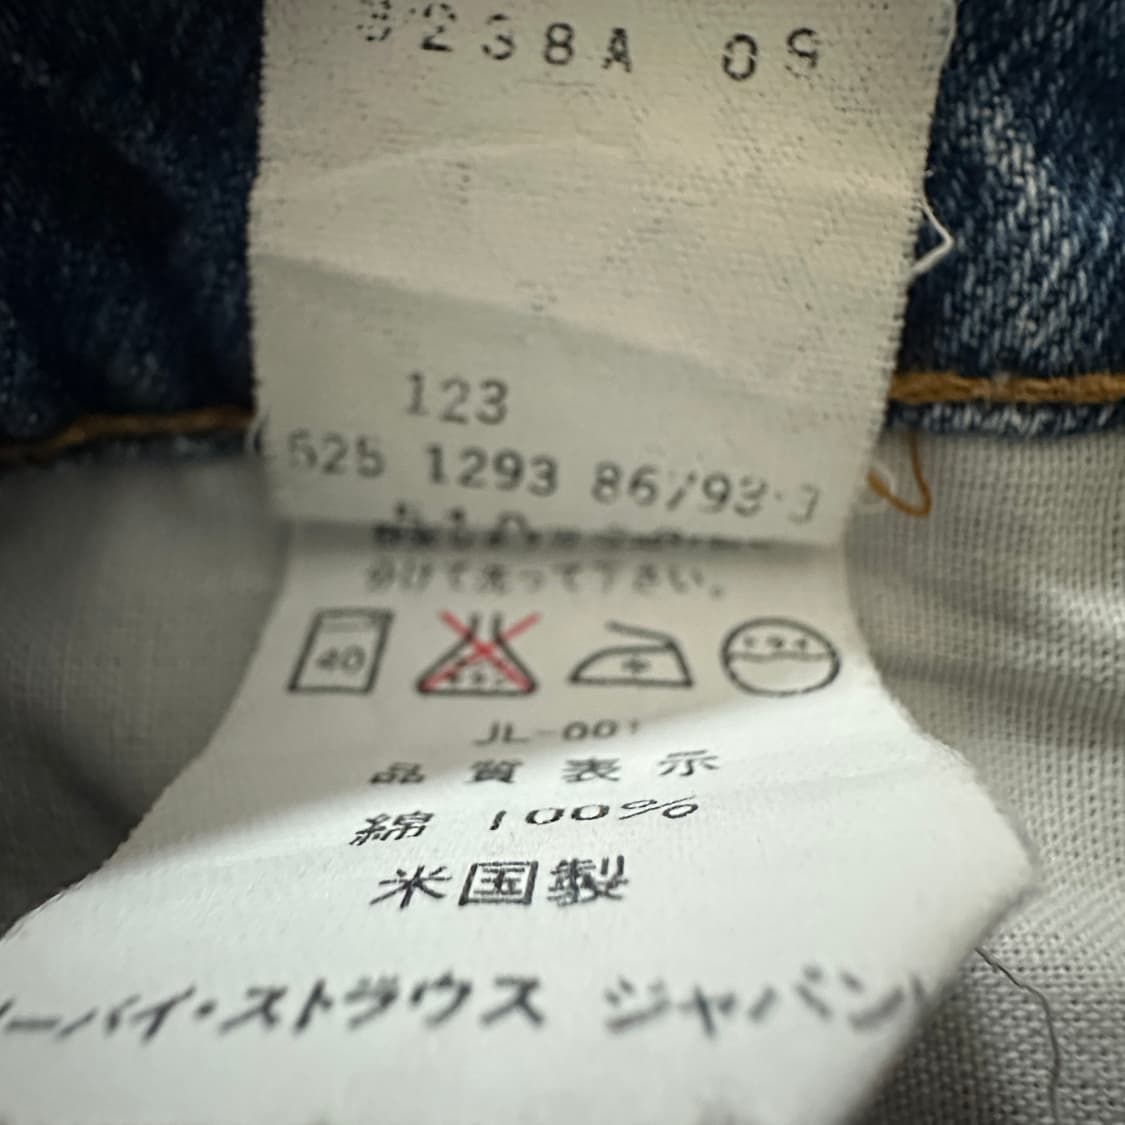 3238A 09
123
525 1293 86/93·3
分けて洗って下さい。
40
JL-001
品質表示
綿 100%
米国製
ーバイ・ストラウス ジャパン